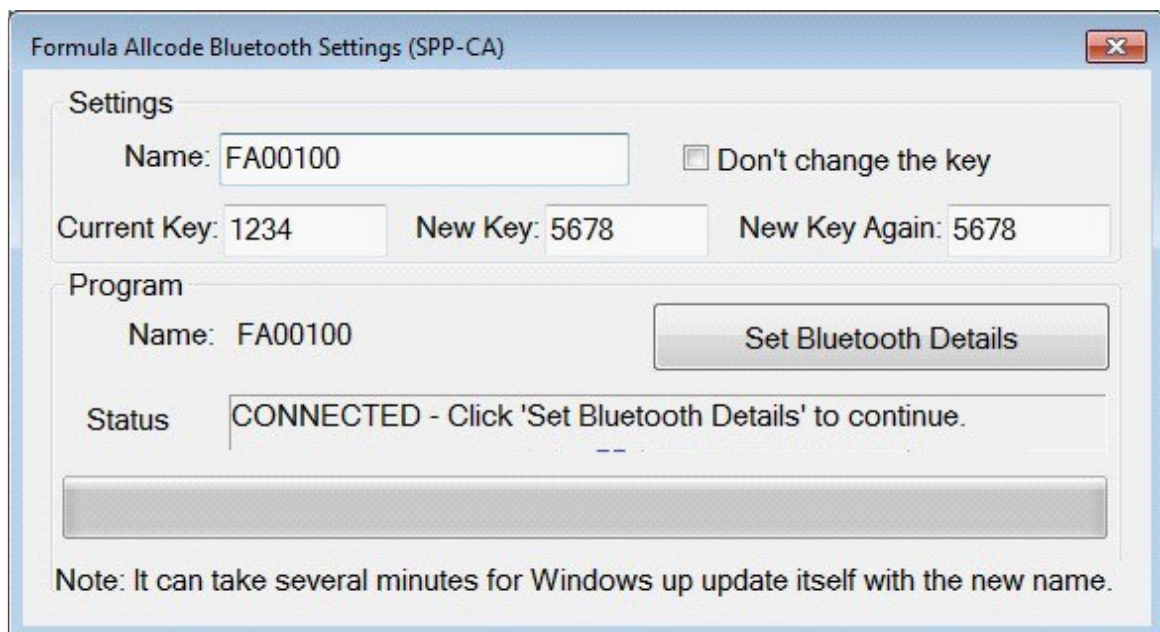 Formula Allcode Bluetooth Settings (SPP-CA)
Settings
Name: FA00100 Don't change the key
Current Key: 1234 New Key: 5678 New Key Again: 5678
Program
Name: FA00100 Set Bluetooth Details
Status CONNECTED - Click 'Set Bluetooth Details' to continue.
Note: It can take several minutes for Windows up update itself with the new name.